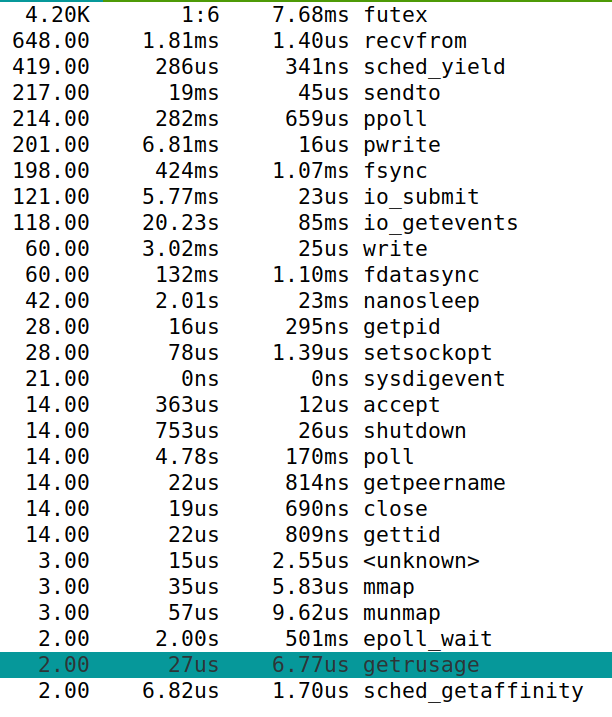 4.20K 1:6 7.68ms futex
648.00 1.81ms 1.40us recvfrom
419.00 286us 341ns sched_yield
217.00 19ms 45us sendto
214.00 282ms 659us ppoll
201.00 6.81ms 16us pwrite
198.00 424ms 1.07ms fsync
121.00 5.77ms 23us io_submit
118.00 20.23s 85ms io_getevents
60.00 3.02ms 25us write
60.00 132ms 1.10ms fdatasync
42.00 2.01s 23ms nanosleep
28.00 16us 295ns getpid
28.00 78us 1.39us setsockopt
21.00 0ns 0ns sysdigevent
14.00 363us 12us accept
14.00 753us 26us shutdown
14.00 4.78s 170ms poll
14.00 22us 814ns getpeername
14.00 19us 690ns close
14.00 22us 809ns gettid
3.00 15us 2.55us <unknown>
3.00 35us 5.83us mmap
3.00 57us 9.62us munmap
2.00 2.00s 501ms epoll_wait
2.00 27us 6.77us getrusage
2.00 6.82us 1.70us sched_getaffinity